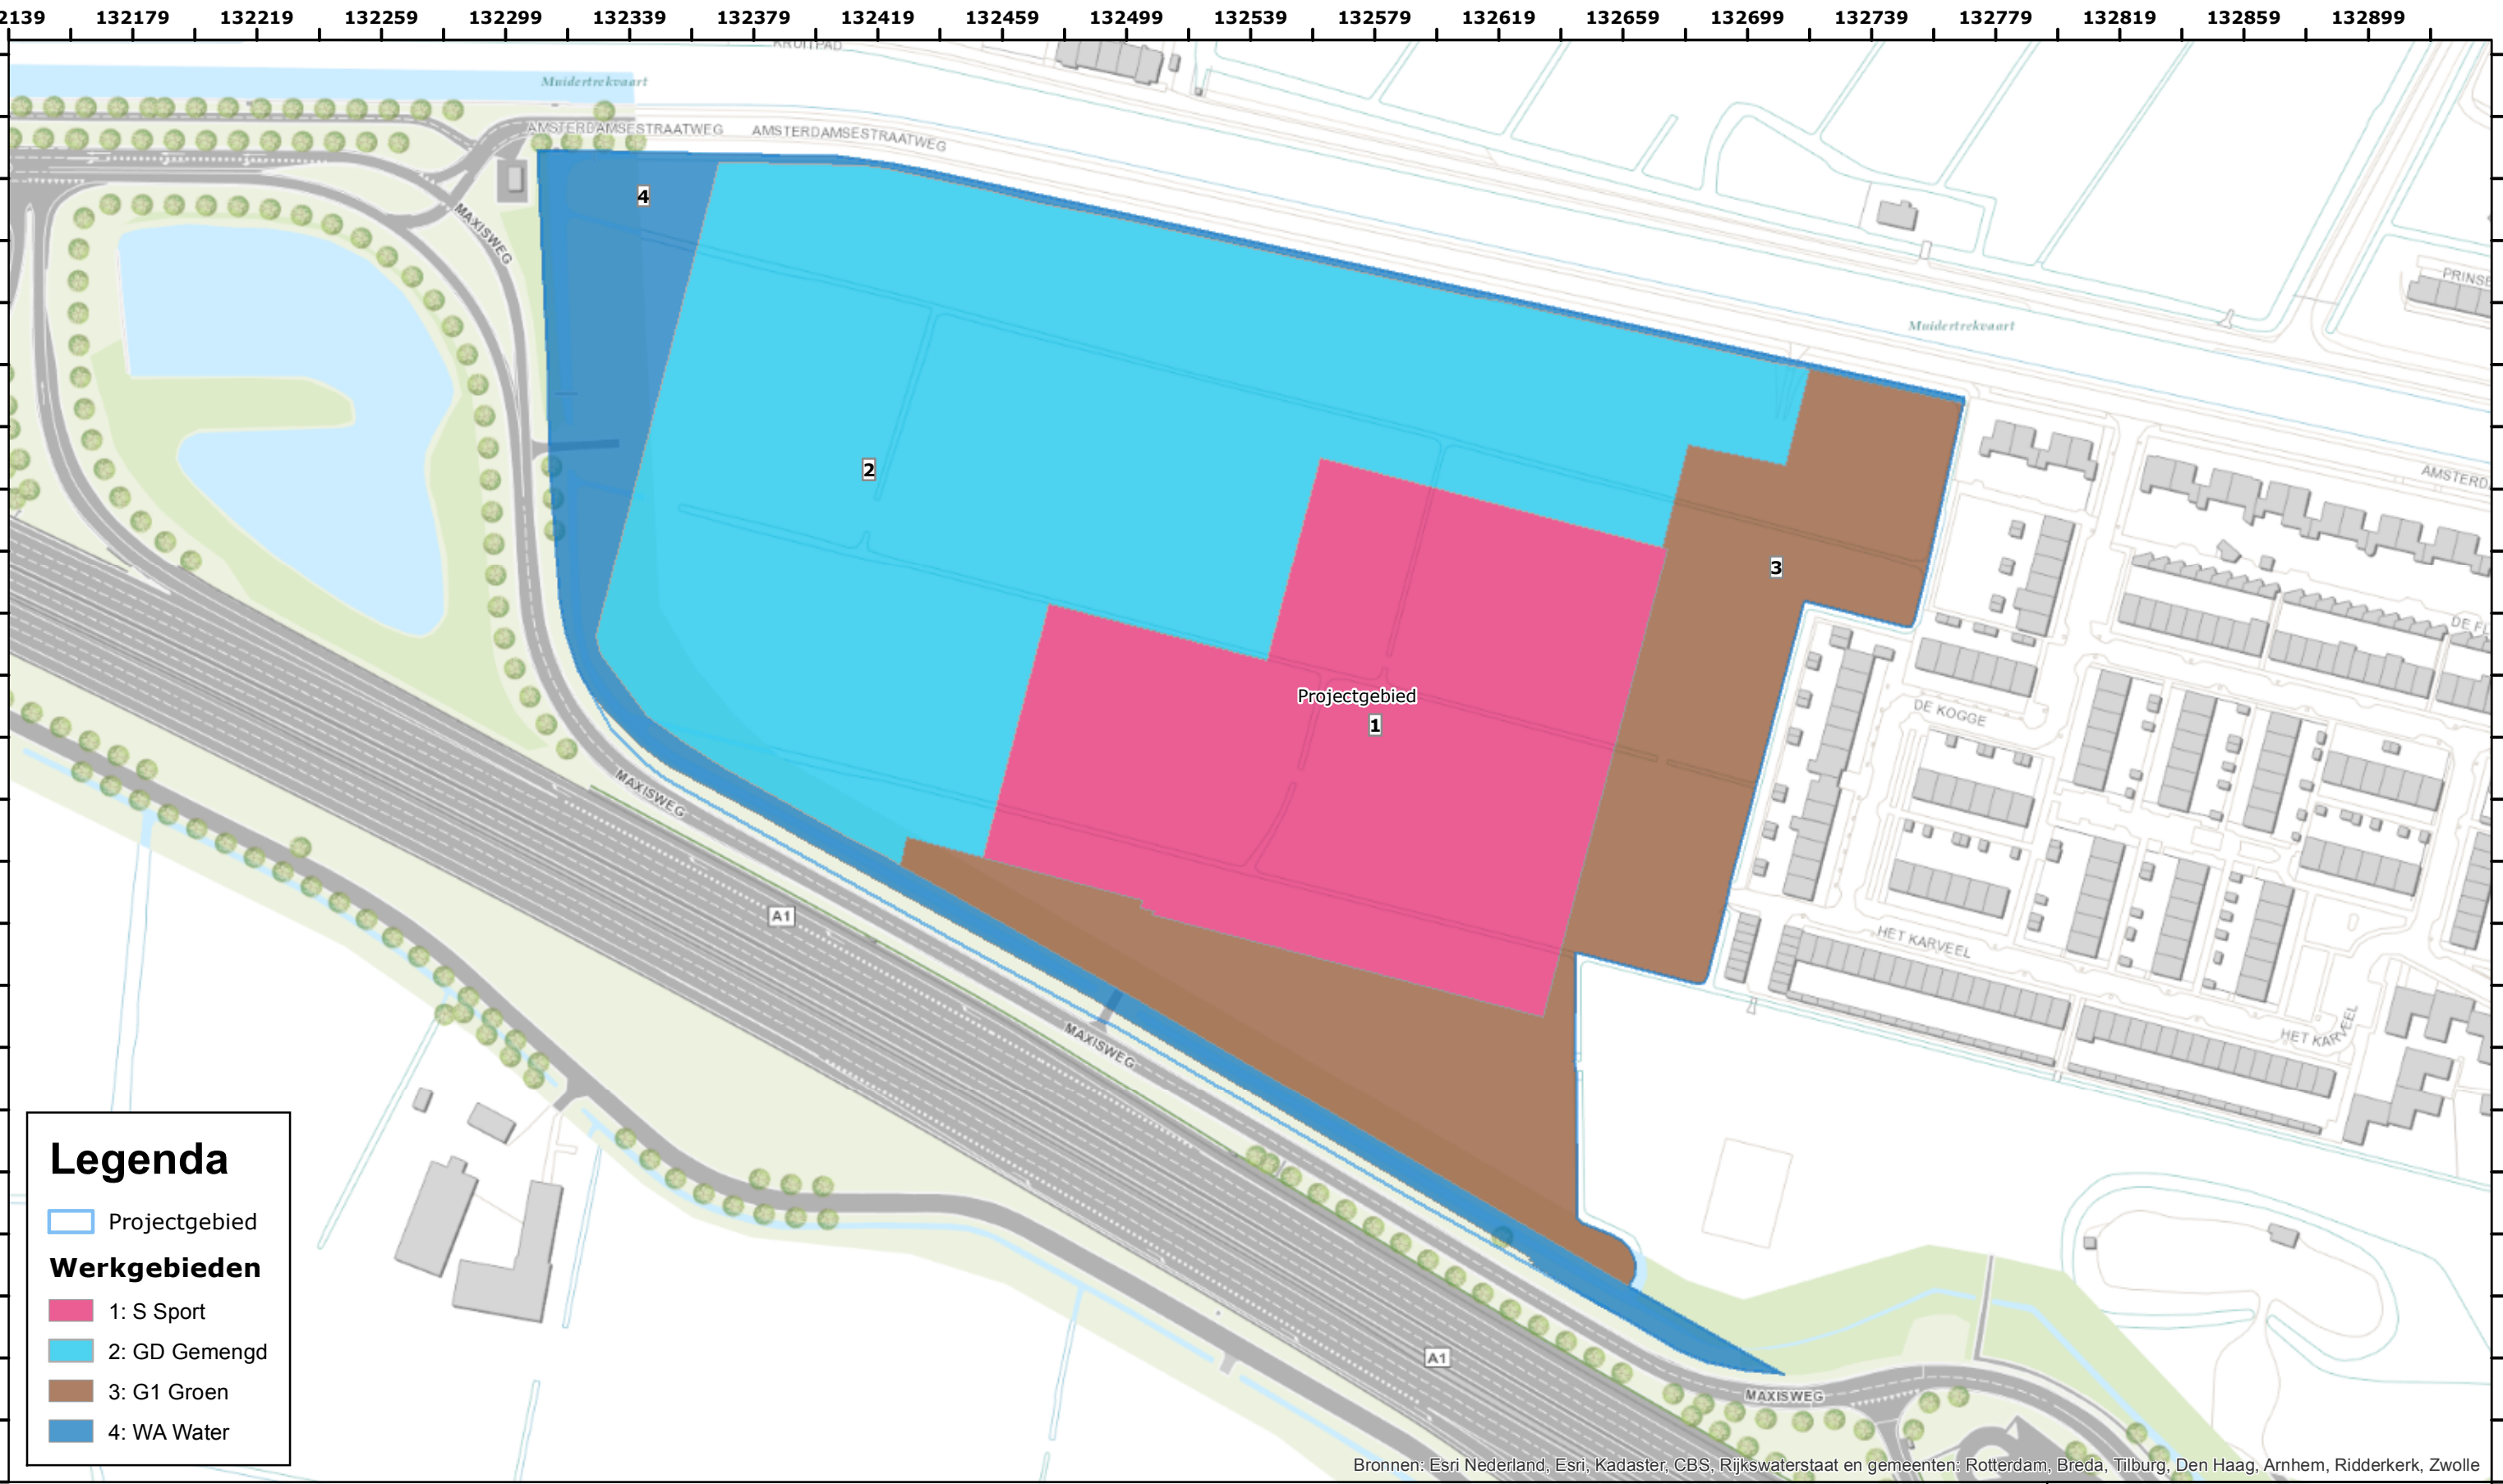 2139 132179 132219 132259 132299 132339 132379 132419 132459 132499 132539 132579 132619 132659 132699 132739 132779 132819 132859 132899
KRUITPAD
Muidertrekvaart
AMSTERDAMSESTRAATWEG AMSTERDAMSESTRAATWEG
4
MAXISWEG
PRINSE
Muidertrekvaart
2
AMSTERD
3
DE FL
Projectgebied
1
DE KOGGE
MAXISWEG
A1
HET KARVEEL
MAXISWEG
HET KARVEEL
Legenda
Projectgebied
Werkgebieden
1: S Sport
2: GD Gemengd
3: G1 Groen
4: WA Water
A1
MAXISWEG
Bronnen: Esri Nederland, Esri, Kadaster, CBS, Rijkswaterstaat en gemeenten: Rotterdam, Breda, Tilburg, Den Haag, Arnhem, Ridderkerk, Zwolle